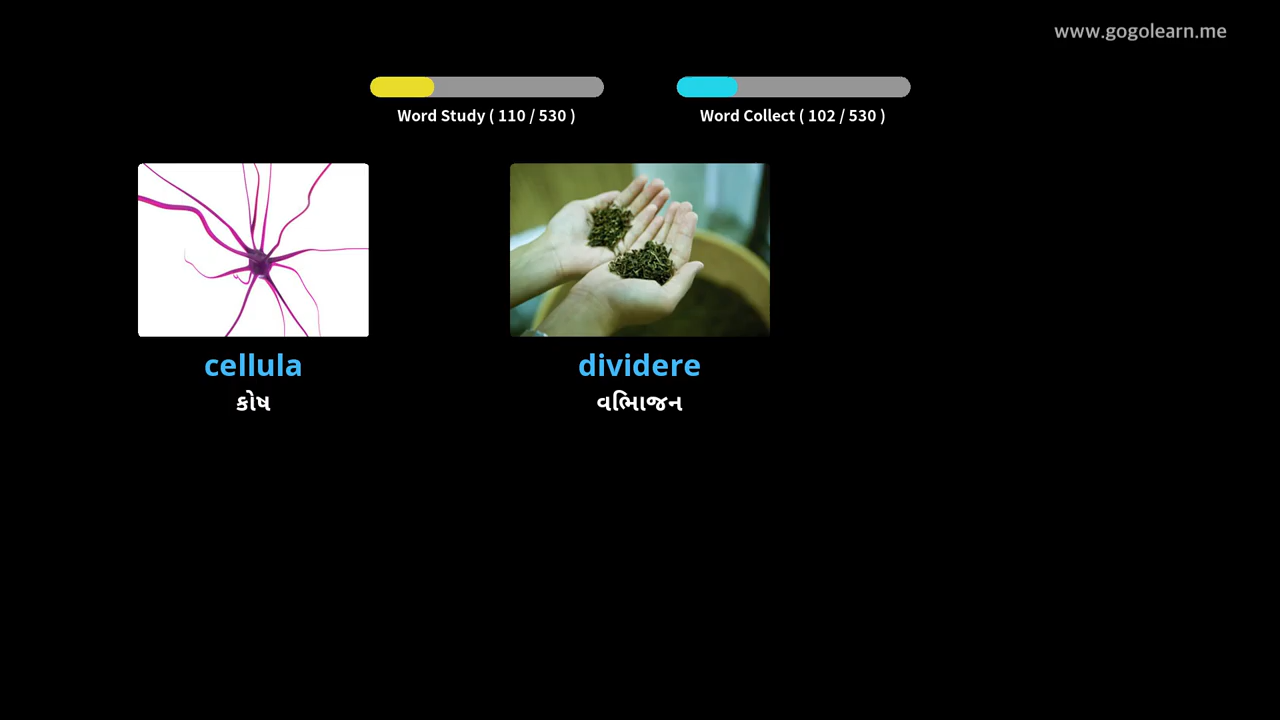 www.gogolearn.me
Word Study ( 110 / 530 )
Word Collect ( 102 / 530 )
cellula
dividere
કોષ
વિભાજન